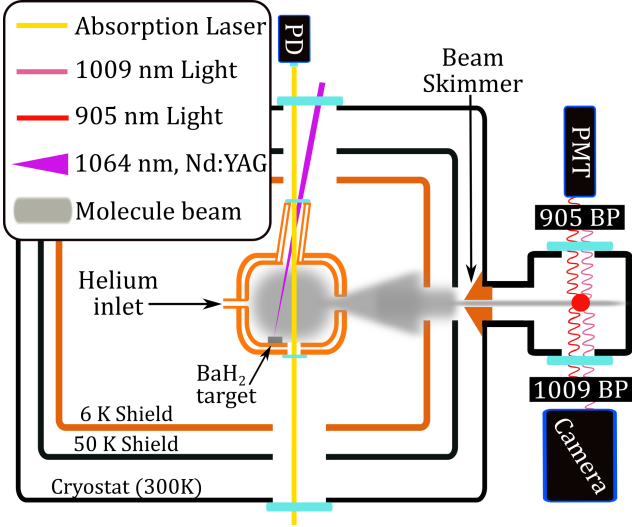 Absorption Laser
1009 nm Light
905 nm Light
1064 nm, Nd:YAG
Molecule beam
PD
Beam
Skimmer
PMT
905 BP
Helium
inlet
BaH₂
target
1009 BP
6 K Shield
50 K Shield
Cryostat (300K)
Camera